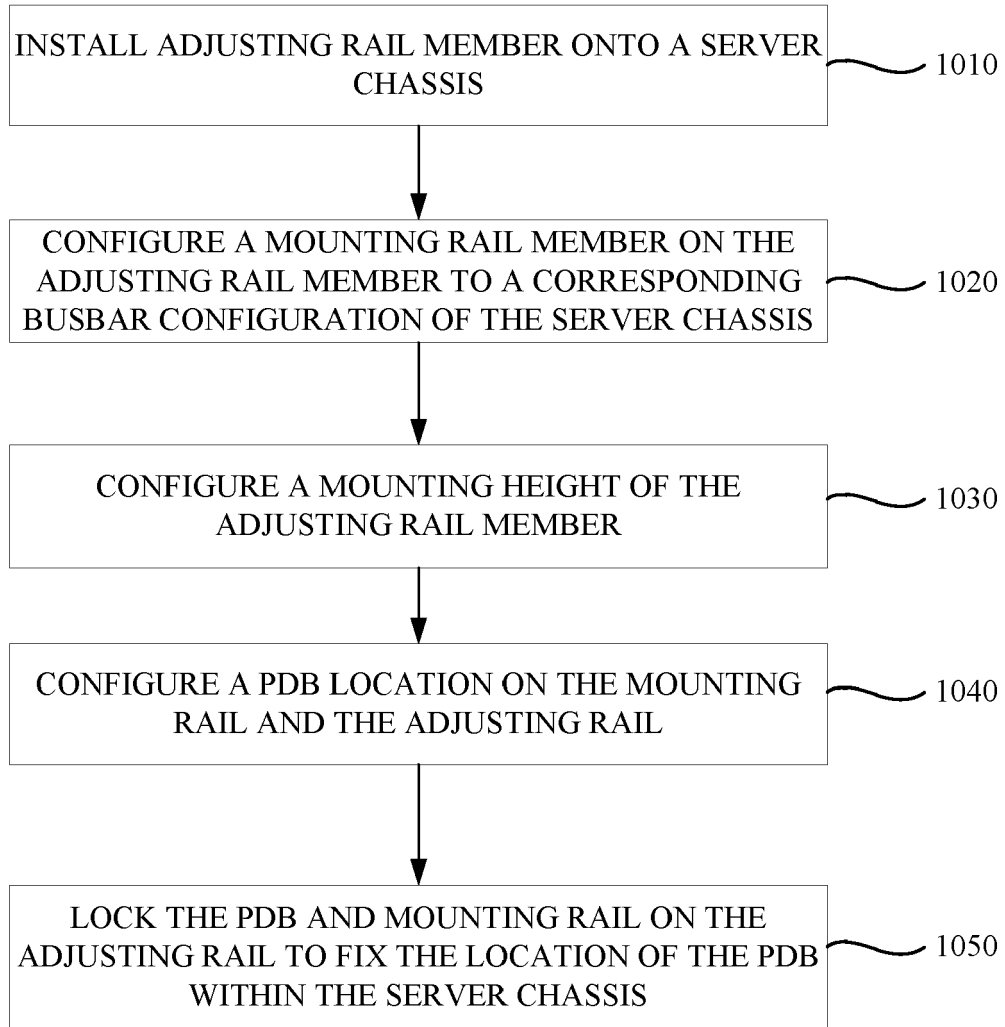 INSTALL ADJUSTING RAIL MEMBER ONTO A SERVER
CHASSIS
1010
CONFIGURE A MOUNTING RAIL MEMBER ON THE
ADJUSTING RAIL MEMBER TO A CORRESPONDING
BUSBAR CONFIGURATION OF THE SERVER CHASSIS
1020
CONFIGURE A MOUNTING HEIGHT OF THE
ADJUSTING RAIL MEMBER
1030
CONFIGURE A PDB LOCATION ON THE MOUNTING
RAIL AND THE ADJUSTING RAIL
1040
LOCK THE PDB AND MOUNTING RAIL ON THE
ADJUSTING RAIL TO FIX THE LOCATION OF THE PDB
WITHIN THE SERVER CHASSIS
1050